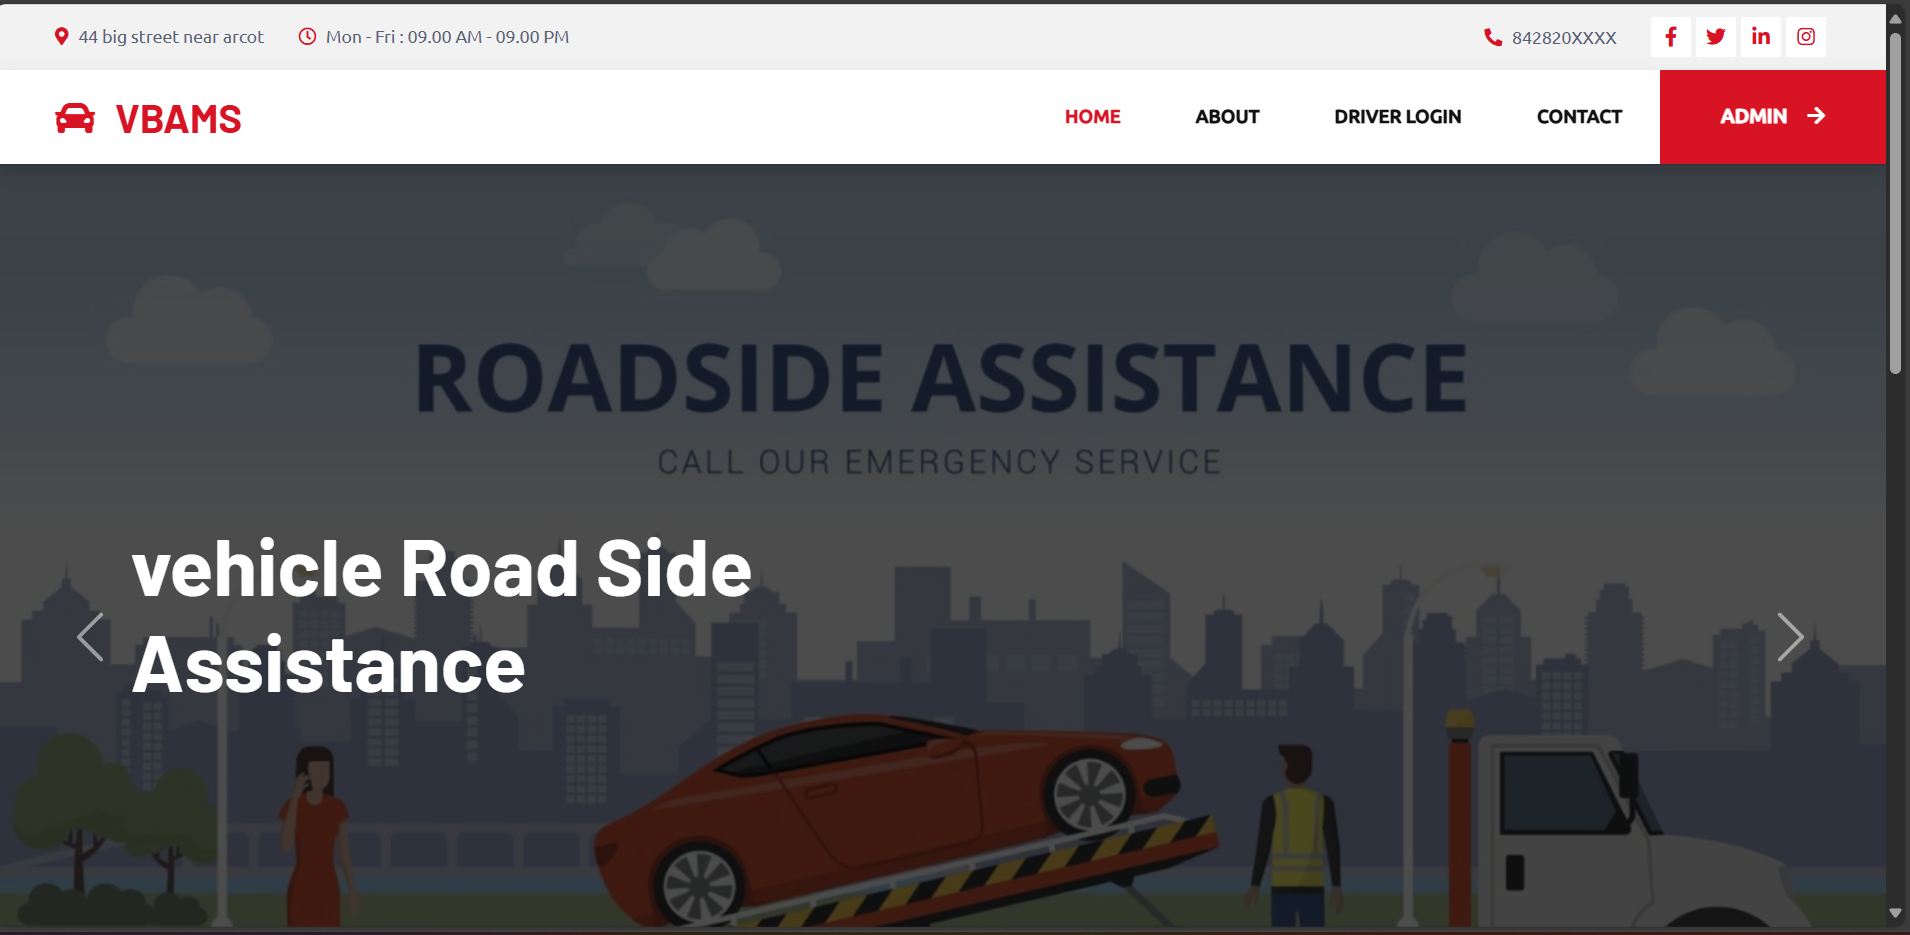 44 big street near arcot
Mon - Fri : 09.00 AM - 09.00 PM
842820XXXX
VBAMS
HOME
ABOUT
DRIVER LOGIN
CONTACT
ADMIN
ROADSIDE ASSISTANCE
CALL OUR EMERGENCY SERVICE
vehicle Road Side
Assistance